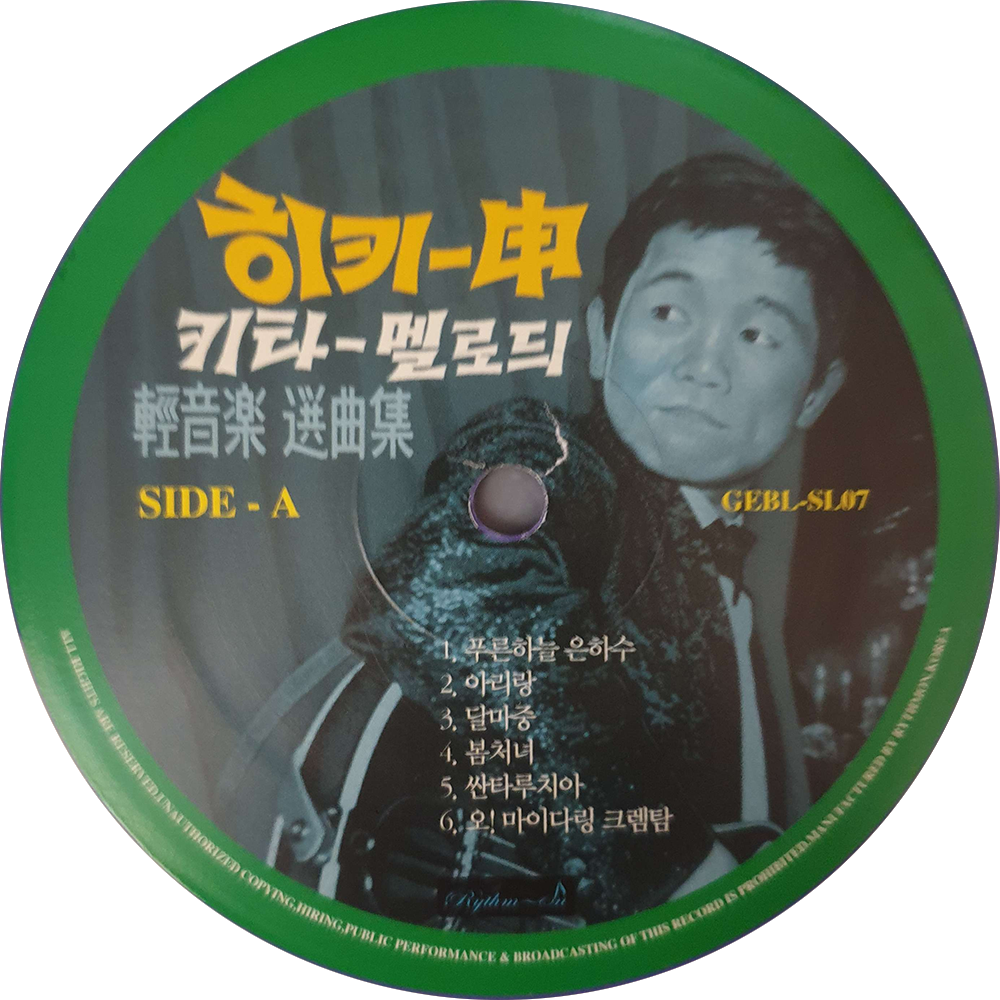 히키-申
키타-멜로듸
輕音楽 選曲集
SIDE - A
GEBL-SL07
1. 푸른하늘 은하수
2. 아리랑
3. 달마중
4. 봄처녀
5. 싼타루치아
6. 오! 마이다링 크렘탐
ALL RIGHTS ARE RESERVED.UNAUTHORIZED COPYING,HIRING,PUBLIC PERFORMANCE & BROADCASTING OF THIS RECORD IS PROHIBITED.MANUFACTURED BY RYTHMON,KOREA